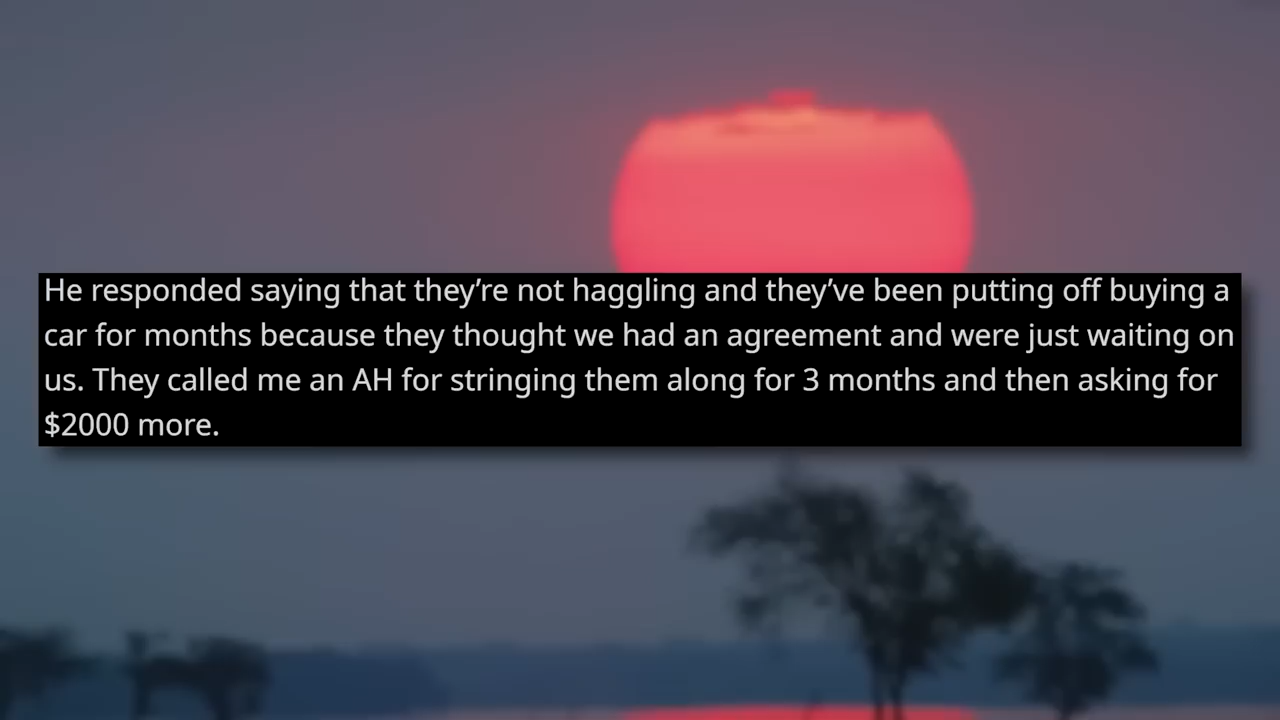 He responded saying that they’re not haggling and they’ve been putting off buying a
car for months because they thought we had an agreement and were just waiting on
us. They called me an AH for stringing them along for 3 months and then asking for
$2000 more.